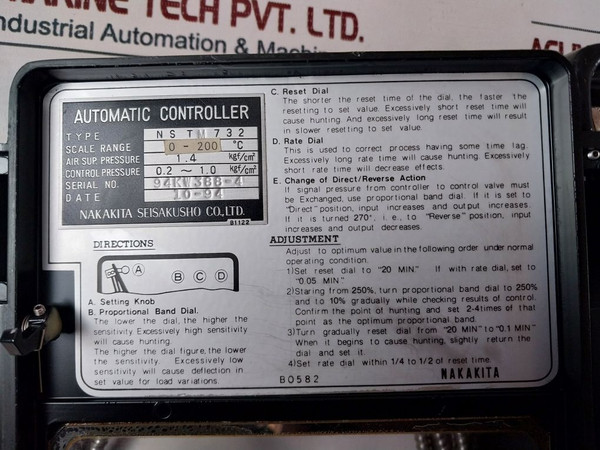 TECH PVT. LTD.
ndustrial Automation & Machin
AUTOMATIC CONTROLLER
TYPE NSTM732
SCALE RANGE 0-200 °C
AIR SUP PRESSURE 1.4 kgf/cm²
CONTROL PRESSURE 0.2 ~ 1.0 kgf/cm²
SERIAL NO. 94KV388-4
DATE 10-94
NAKAKITA SEISAKUSHO CO., LTD.
B1122
DIRECTIONS
A B C D
A. Setting Knob
B. Proportional Band Dial.
The lower the dial, the higher the
sensitivity Excessively high sensitivity
will cause hunting.
The higher the dial figure, the lower
the sensitivity. Excessively low
sensitivity will cause deflection in
set value for load variations.
C. Reset Dial
The shorter the reset time of the dial, the faster the
resetting to set value. Excessively short reset time will
cause hunting. And excessively long reset time will result
in slower resetting to set value.
D. Rate Dial
This is used to correct process having some time lag.
Excessively long rate time will cause hunting Excessively
short rate time will decrease effects.
E. Change of Direct/Reverse Action
If signal pressure from controller to control valve must
be Exchanged, use proportional band dial. If it is set to
"Direct" position, input increases and output increases.
If it is turned 270°, i. e., to "Reverse" position, input
increases and output decreases.
ADJUSTMENT
Adjust to optimum value in the following order under normal
operating condition.
1)Set reset dial to "20 MIN" If with rate dial, set to
"0.05 MIN"
2)Staring from 250%, turn proportional band dial to 250%
and to 10% gradually while checking results of control.
Confirm the point of hunting and set 2-4times of that
point as the optimum proportional band.
3)Turn gradually reset dial from "20 MIN" to "0.1 MIN"
When it begins to cause hunting, slightly return the
dial and set it.
4)Set rate dial within 1/4 to 1/2 of reset time.
B0582
NAKAKITA